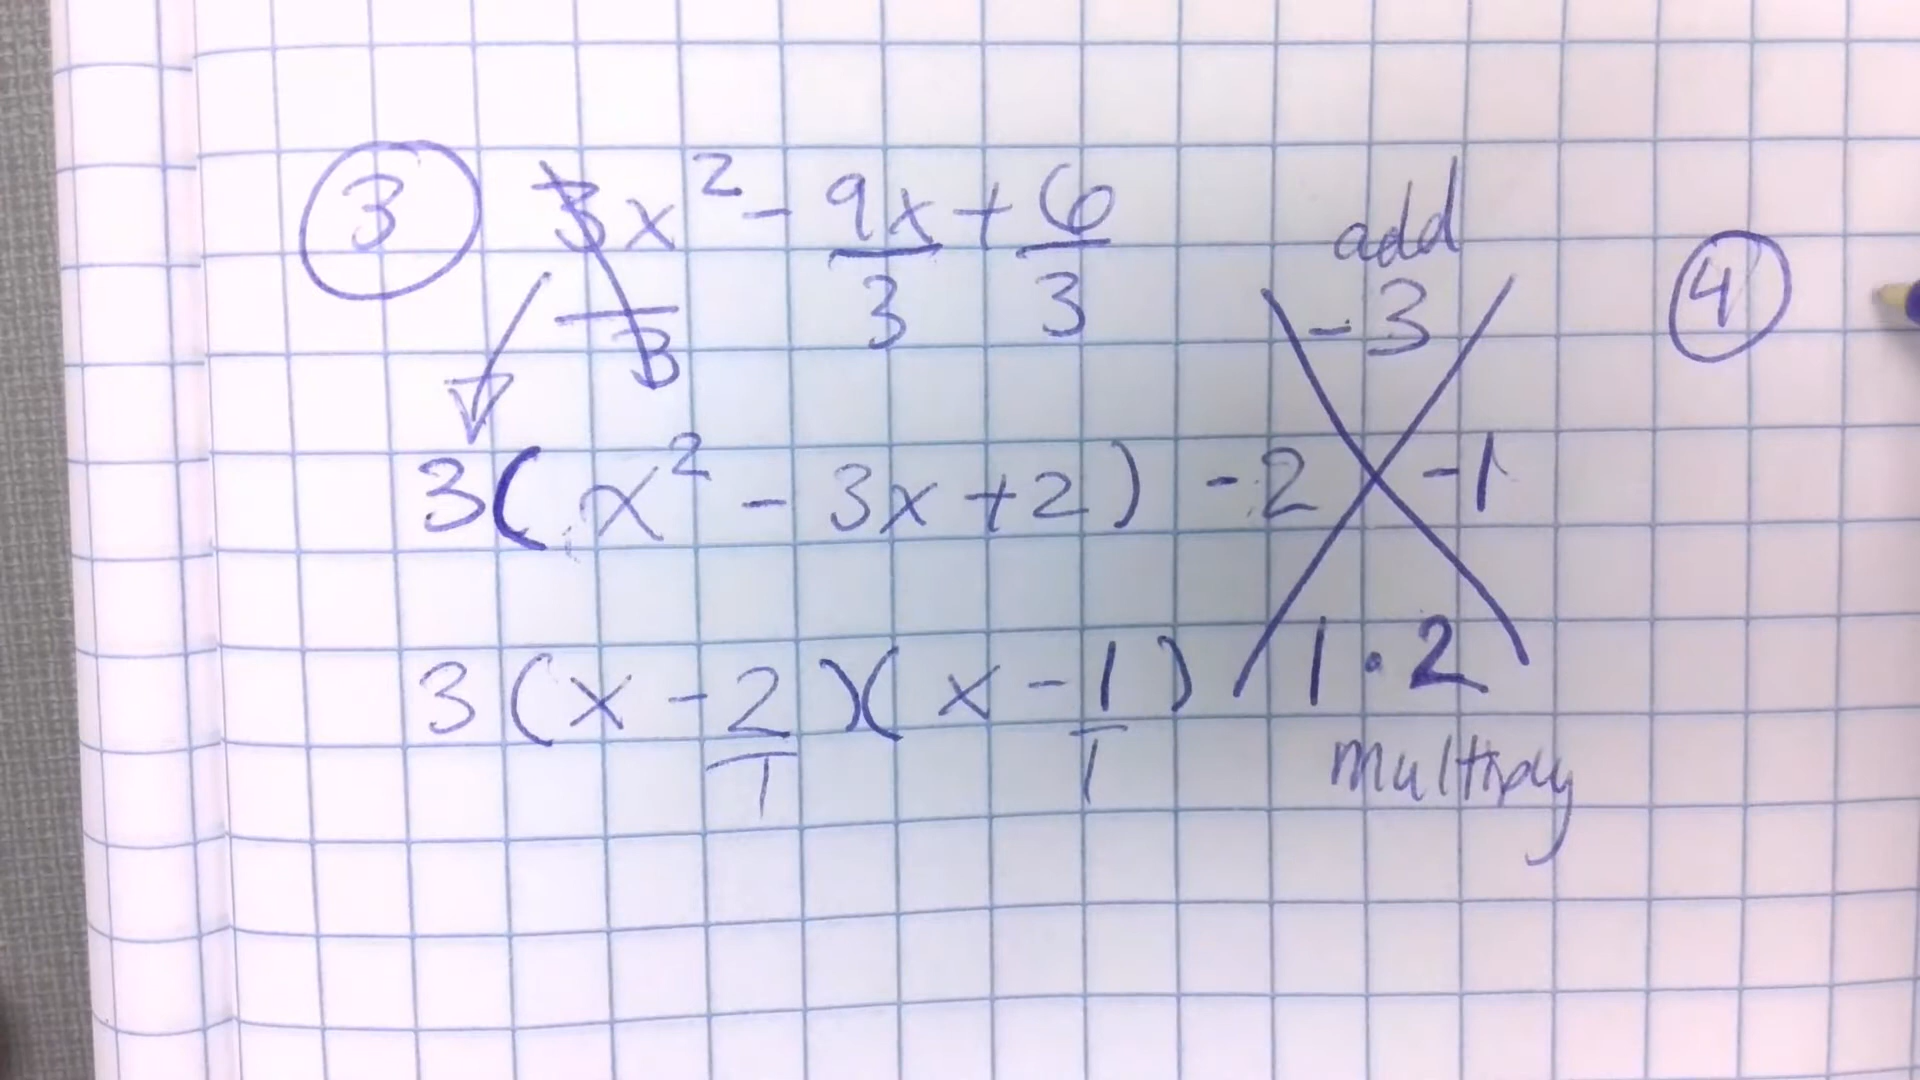 ③ 3x² - 9x + 6
3 3 3
3(x² - 3x + 2)
3(x - 2)(x - 1)
1 1
add
-3
-2 -1
1 · 2
multiply
④